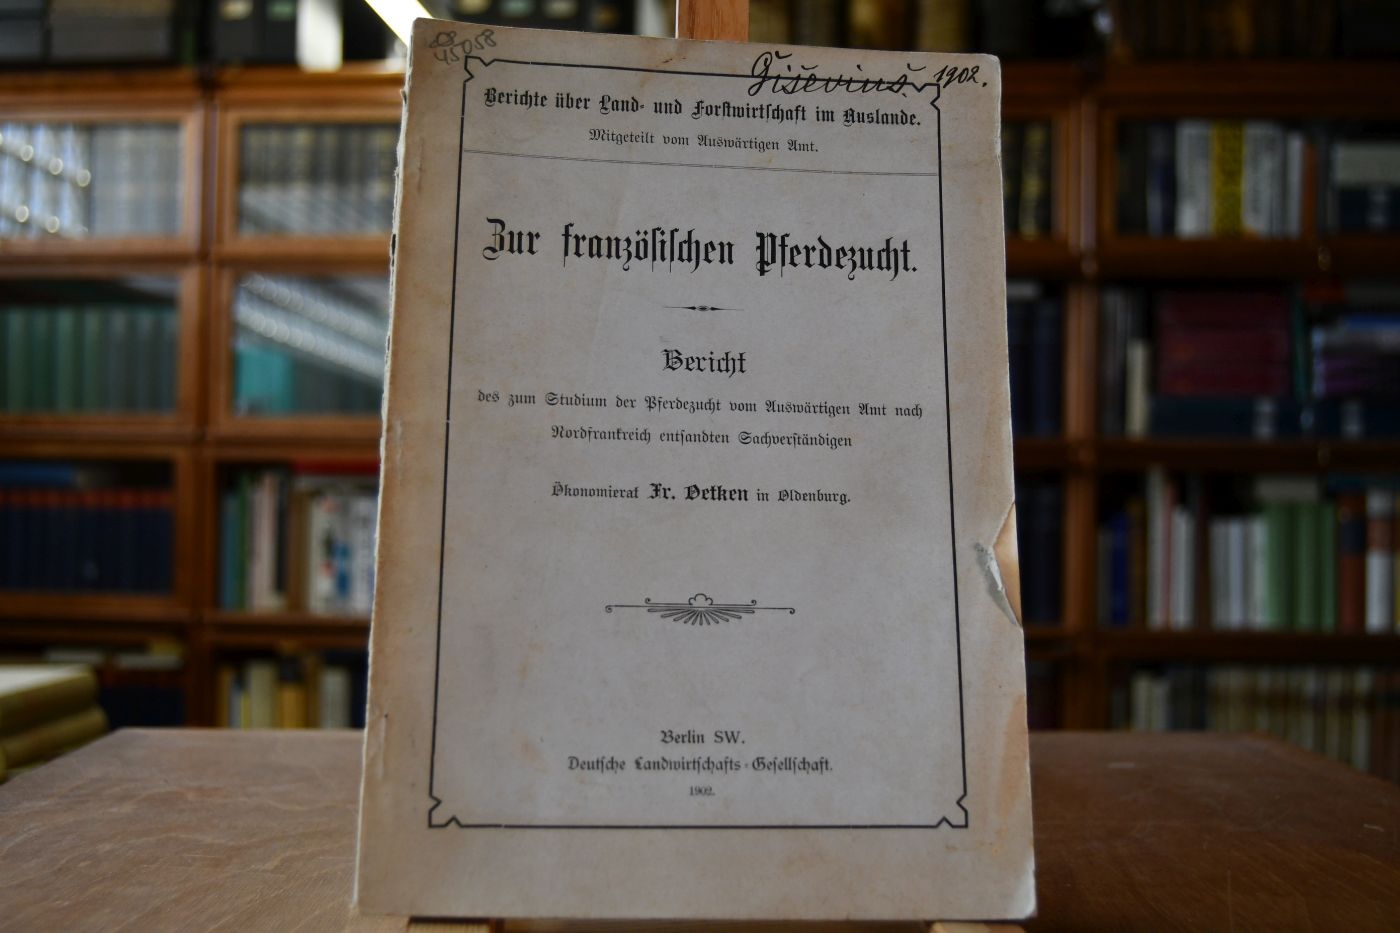 45058
Giševiuš. 1902.
Berichte über Land- und Forstwirtschaft im Auslande.
Mitgeteilt vom Auswärtigen Amt.
Zur französischen Pferdezucht.
Bericht
des zum Studium der Pferdezucht vom Auswärtigen Amt nach
Nordfrankreich entsandten Sachverständigen
Ökonomierat Fr. Oetken in Oldenburg.
Berlin SW.
Deutsche Landwirtschafts-Gesellschaft.
1902.